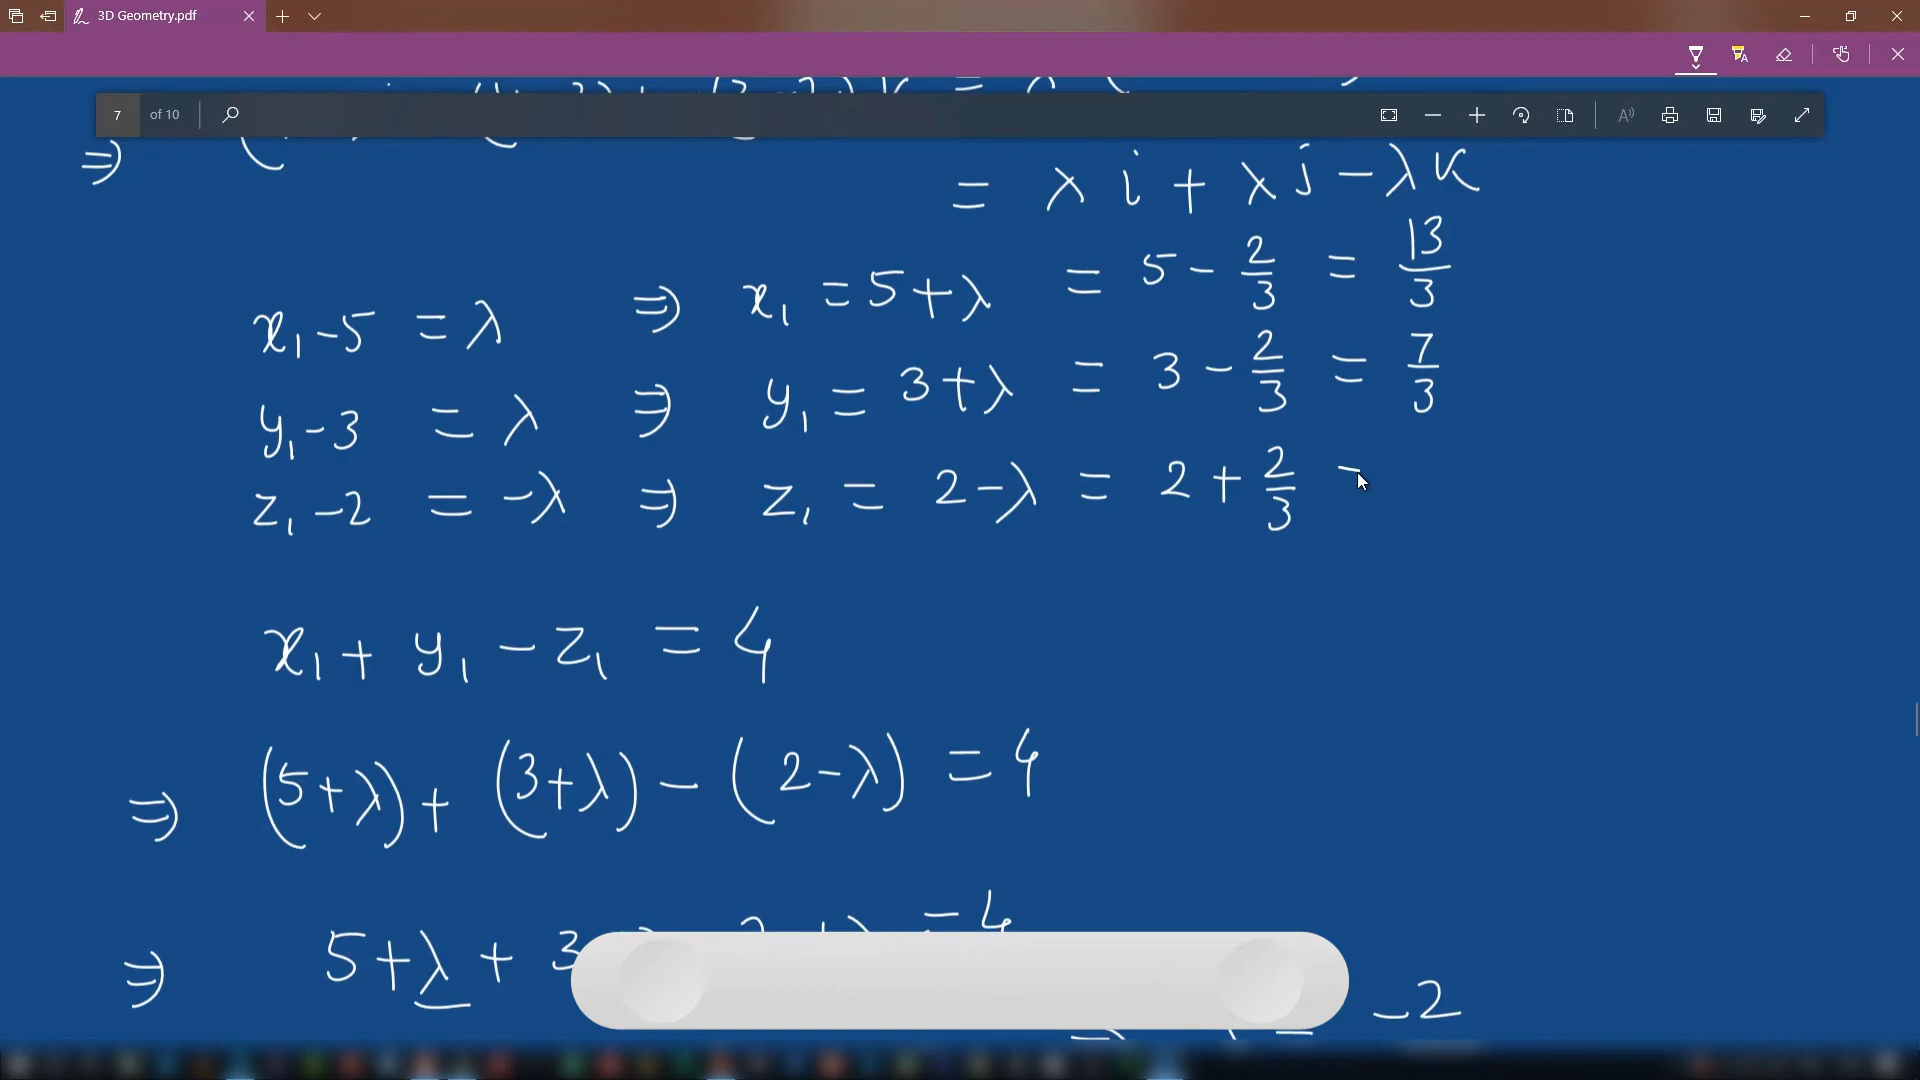 3D Geometry.pdf
7 of 10
⇒
= λ i + λ j − λ k
x₁ − 5 = λ ⇒ x₁ = 5 + λ = 5 − 2/3 = 13/3
y₁ − 3 = λ ⇒ y₁ = 3 + λ = 3 − 2/3 = 7/3
z₁ − 2 = −λ ⇒ z₁ = 2 − λ = 2 + 2/3
x₁ + y₁ − z₁ = 4
⇒ (5 + λ) + (3 + λ) − (2 − λ) = 4
⇒ 5 + λ + 3 = 4
−2